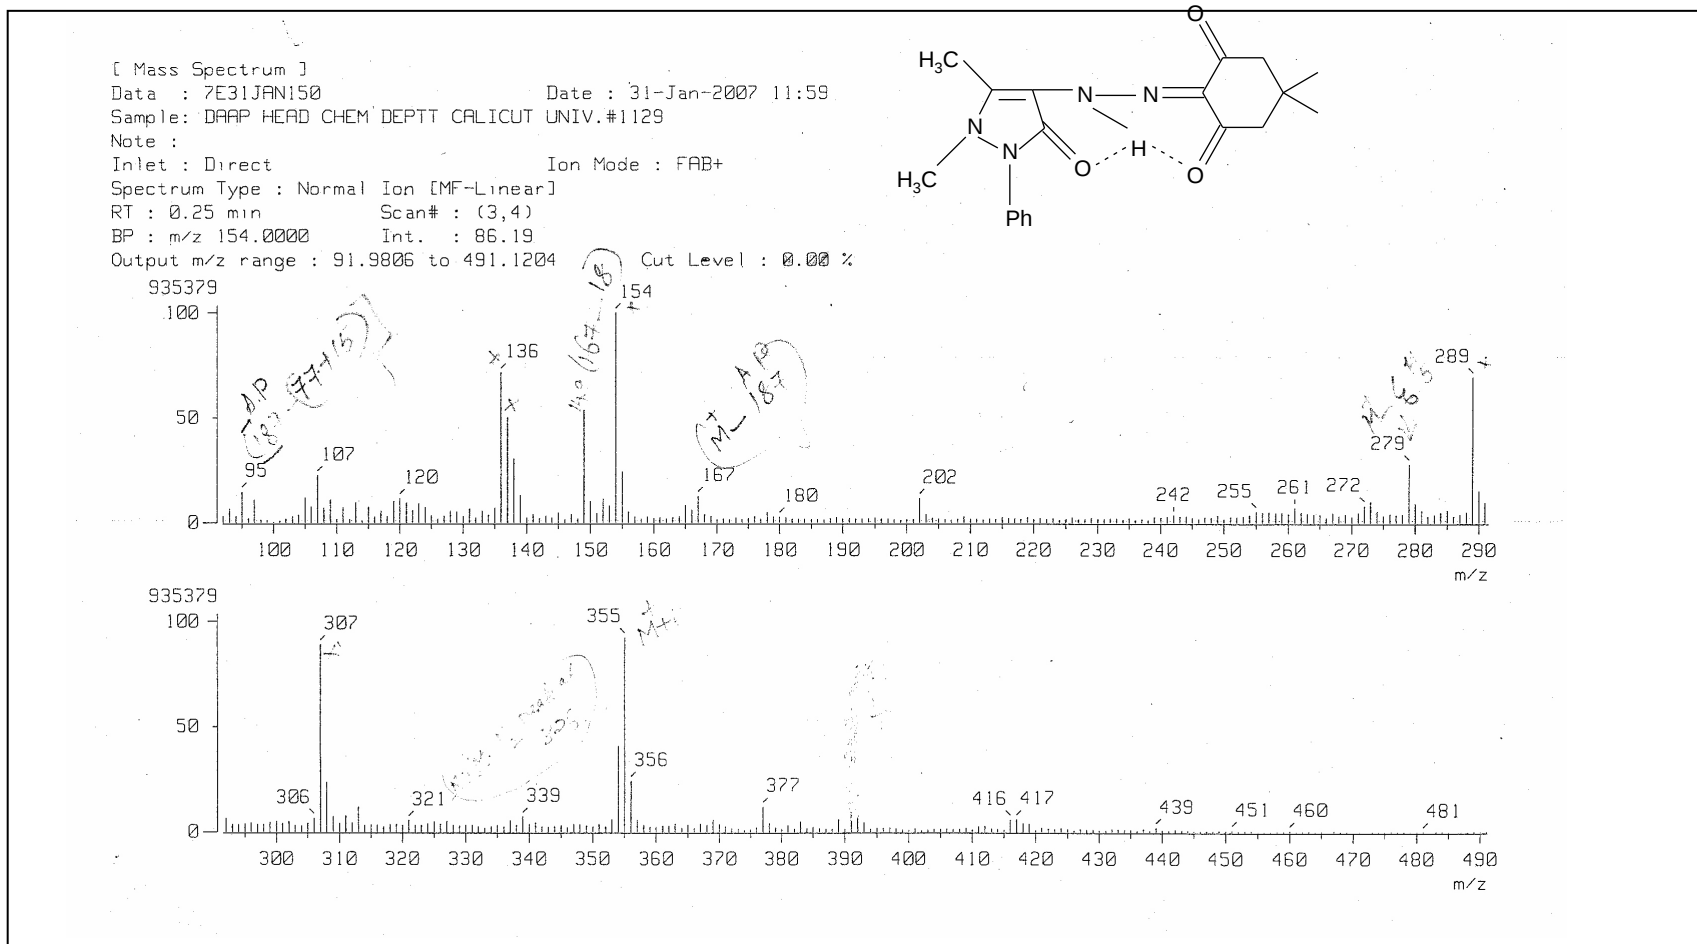 [ Mass Spectrum ]
Data : 7E31JAN150 Date : 31-Jan-2007 11:59
Sample: DAAP HEAD CHEM DEPTT CALICUT UNIV.#1129
Note :
Inlet : Direct Ion Mode : FAB+
Spectrum Type : Normal Ion [MF-Linear]
RT : 0.25 min Scan# : (3,4)
BP : m/z 154.0000 Int. : 86.19
Output m/z range : 91.9806 to 491.1204 Cut Level : 0.00 %
O
H₃C
N N
N
N
H₃C
O H O
Ph
935379
100
50
0
95 107 120 136 154 167 180 202 242 255 261 272 279 289
x x
187 - (77+15)
149 (167-18
M - 187
100 110 120 130 140 150 160 170 180 190 200 210 220 230 240 250 260 270 280 290
m/z
935379
100
50
0
306 307 321 339 355 356 377 416 417 439 451 460 481
M+1
300 310 320 330 340 350 360 370 380 390 400 410 420 430 440 450 460 470 480 490
m/z